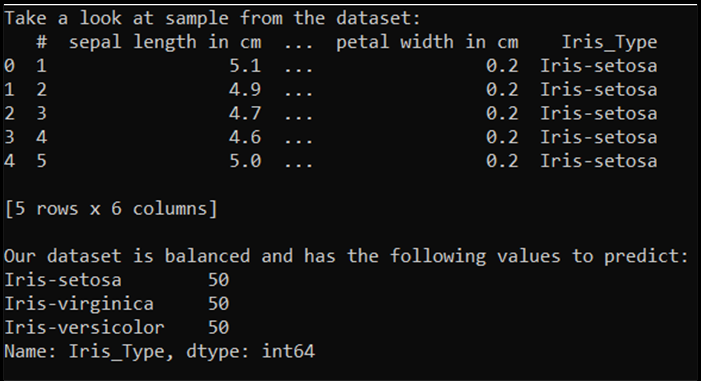 Take a look at sample from the dataset:
   #  sepal length in cm  ...  petal width in cm    Iris_Type
0  1                 5.1  ...                0.2  Iris-setosa
1  2                 4.9  ...                0.2  Iris-setosa
2  3                 4.7  ...                0.2  Iris-setosa
3  4                 4.6  ...                0.2  Iris-setosa
4  5                 5.0  ...                0.2  Iris-setosa
[5 rows x 6 columns]
Our dataset is balanced and has the following values to predict:
Iris-setosa        50
Iris-virginica     50
Iris-versicolor    50
Name: Iris_Type, dtype: int64